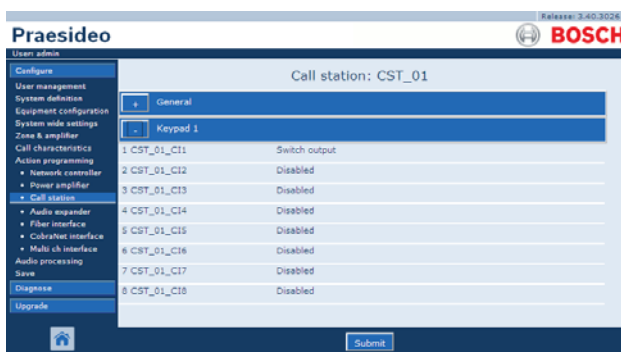 Release: 3.40.3026
Praesideo
BOSCH
User: admin
Configure
User management
System definition
Equipment configuration
System wide settings
Zone & amplifier
Call characteristics
Action programming
• Network controller
• Power amplifier
• Call station
• Audio expander
• Fiber interface
• CobraNet interface
• Multi ch interface
Audio processing
Save
Diagnose
Upgrade
Call station: CST_01
+ General
- Keypad 1
1 CST_01_CI1 Switch output
2 CST_01_CI2 Disabled
3 CST_01_CI3 Disabled
4 CST_01_CI4 Disabled
5 CST_01_CI5 Disabled
6 CST_01_CI6 Disabled
7 CST_01_CI7 Disabled
8 CST_01_CI8 Disabled
Submit